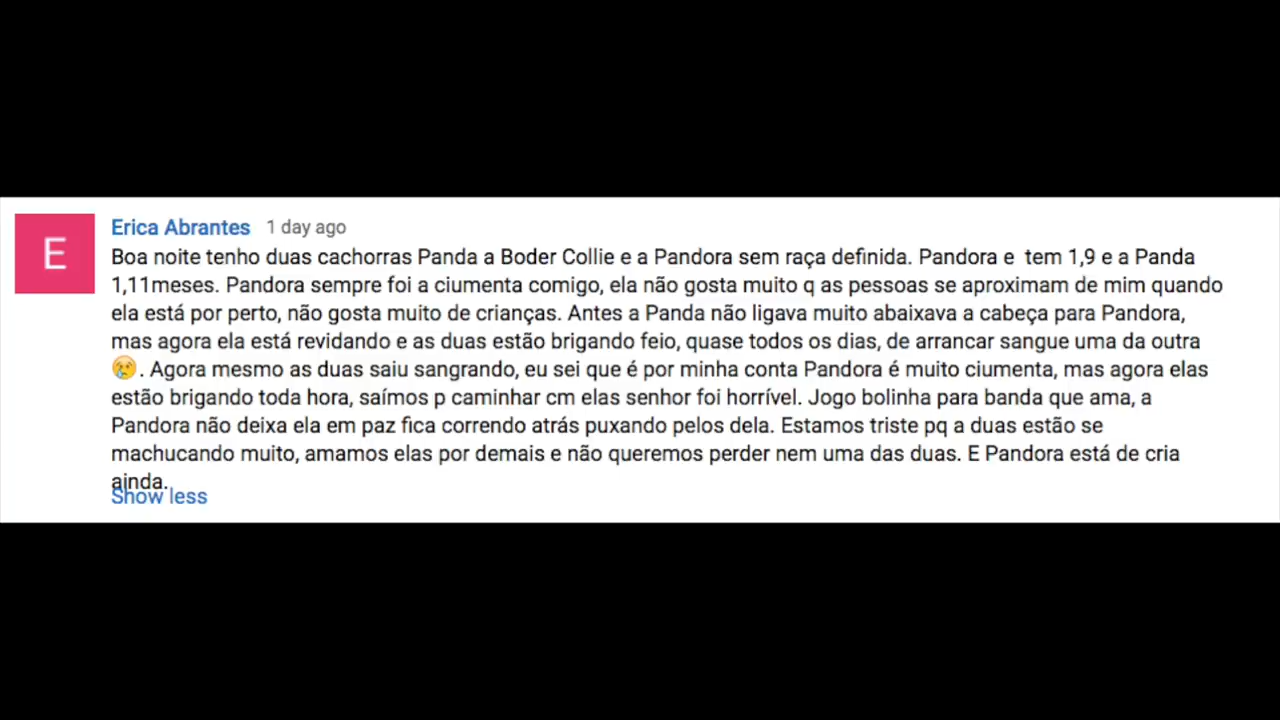 E
Erica Abrantes 1 day ago
Boa noite tenho duas cachorras Panda a Boder Collie e a Pandora sem raça definida. Pandora e tem 1,9 e a Panda
1,11meses. Pandora sempre foi a ciumenta comigo, ela não gosta muito q as pessoas se aproximam de mim quando
ela está por perto, não gosta muito de crianças. Antes a Panda não ligava muito abaixava a cabeça para Pandora,
mas agora ela está revidando e as duas estão brigando feio, quase todos os dias, de arrancar sangue uma da outra
😢. Agora mesmo as duas saiu sangrando, eu sei que é por minha conta Pandora é muito ciumenta, mas agora elas
estão brigando toda hora, saímos p caminhar cm elas senhor foi horrível. Jogo bolinha para banda que ama, a
Pandora não deixa ela em paz fica correndo atrás puxando pelos dela. Estamos triste pq a duas estão se
machucando muito, amamos elas por demais e não queremos perder nem uma das duas. E Pandora está de cria
ainda.
Show less